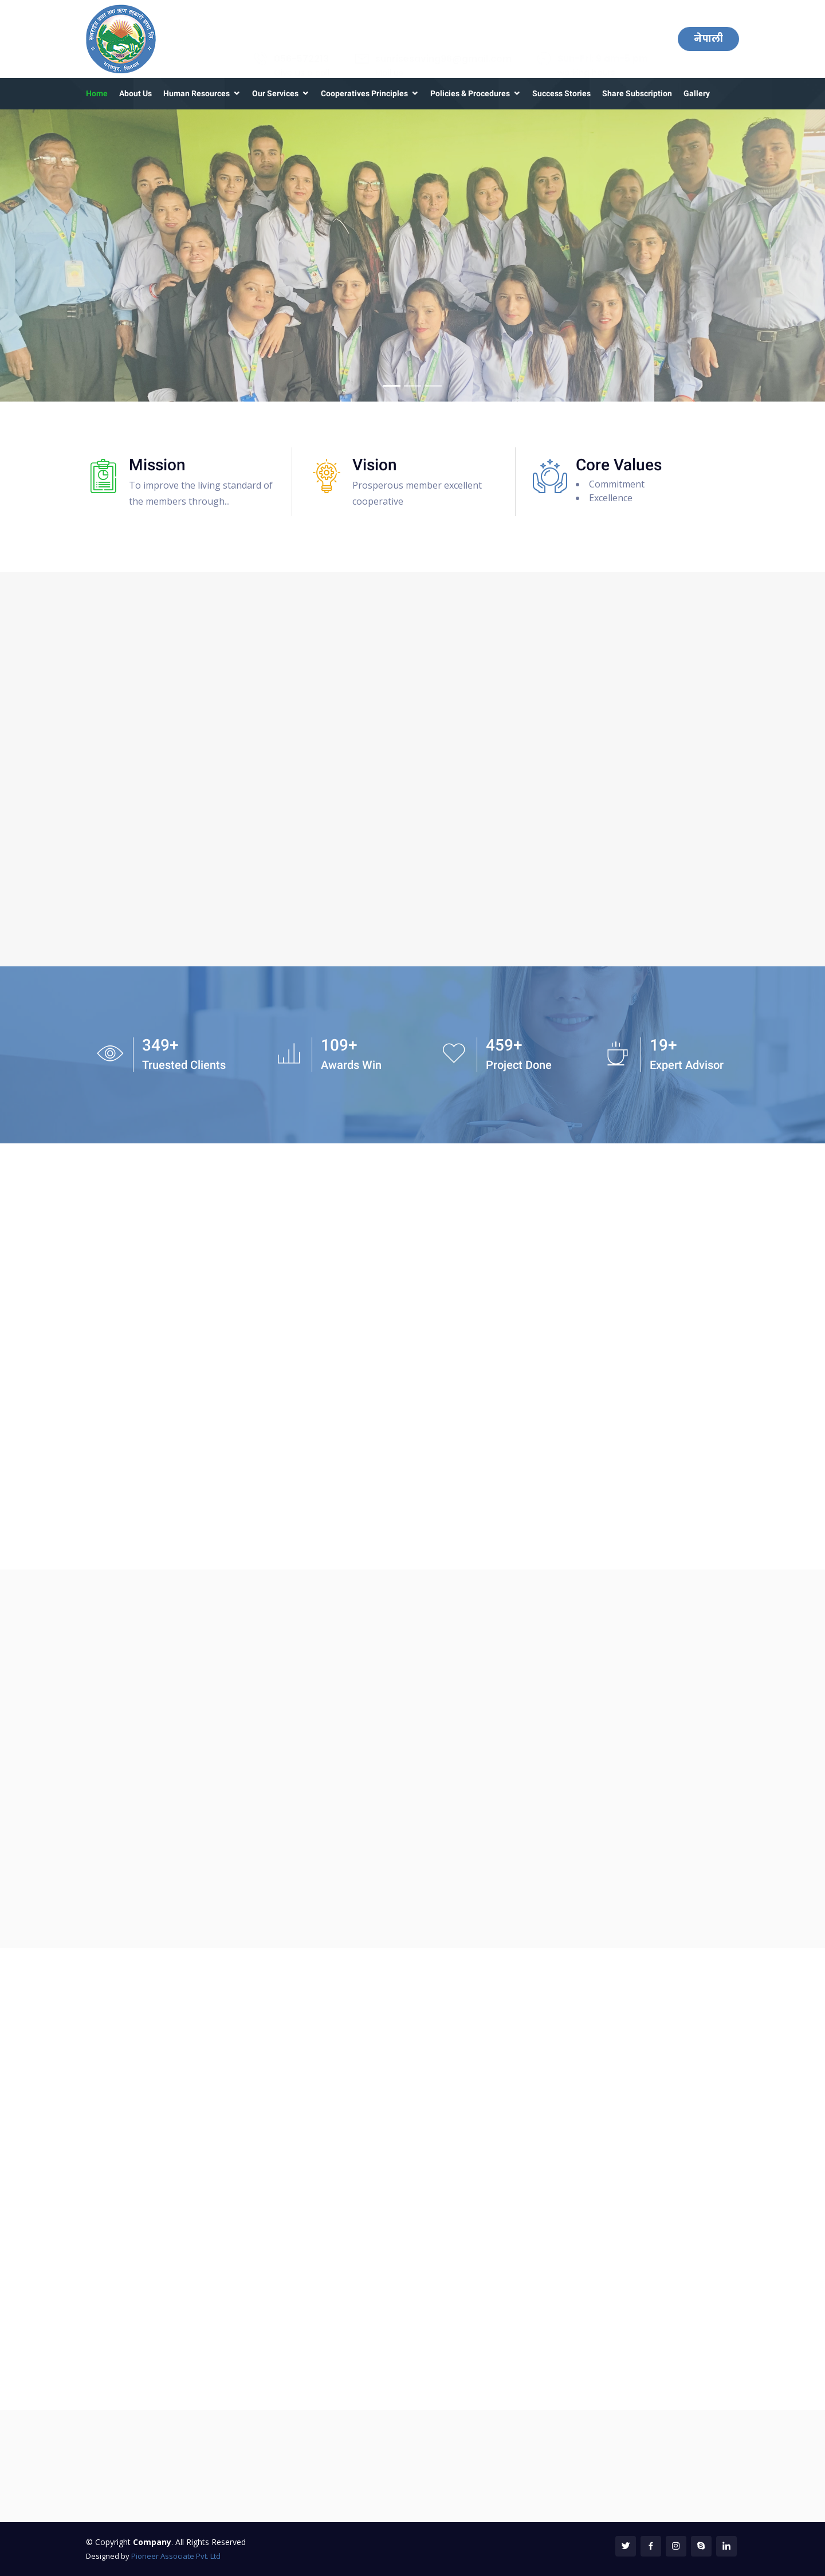 नेपाली
Home About Us Human Resources Our Services Cooperatives Principles Policies & Procedures Success Stories Share Subscription Gallery
Mission
To improve the living standard of
the members through...
Vision
Prosperous member excellent
cooperative
Core Values
Commitment
Excellence
349+
Truested Clients
109+
Awards Win
459+
Project Done
19+
Expert Advisor
© Copyright Company. All Rights Reserved
Designed by Pioneer Associate Pvt. Ltd